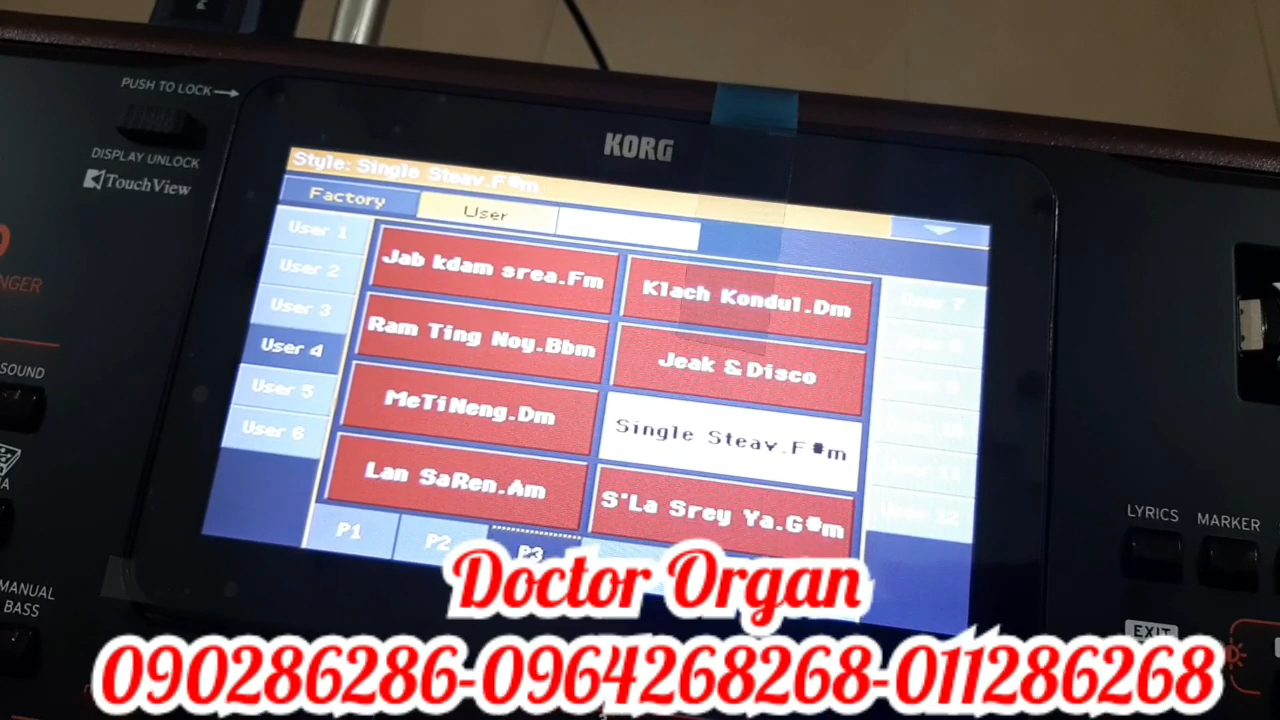 PUSH TO LOCK
DISPLAY UNLOCK
TouchView
KORG
Style: Single Steav.F#m
Factory
User
User 1
User 2
User 3
User 4
User 5
User 6
Jab kdam srea.Fm
Klach Kondul.Dm
Ram Ting Noy.Bbm
Jeak & Disco
MeTiNeng.Dm
Single Steav.F#m
Lan SaRen.Am
S'La Srey Ya.G#m
User 7
User 12
P1
P2
P3
SOUND
MANUAL
BASS
LYRICS
MARKER
EXIT
Doctor Organ
090286286-0964268268-011286268